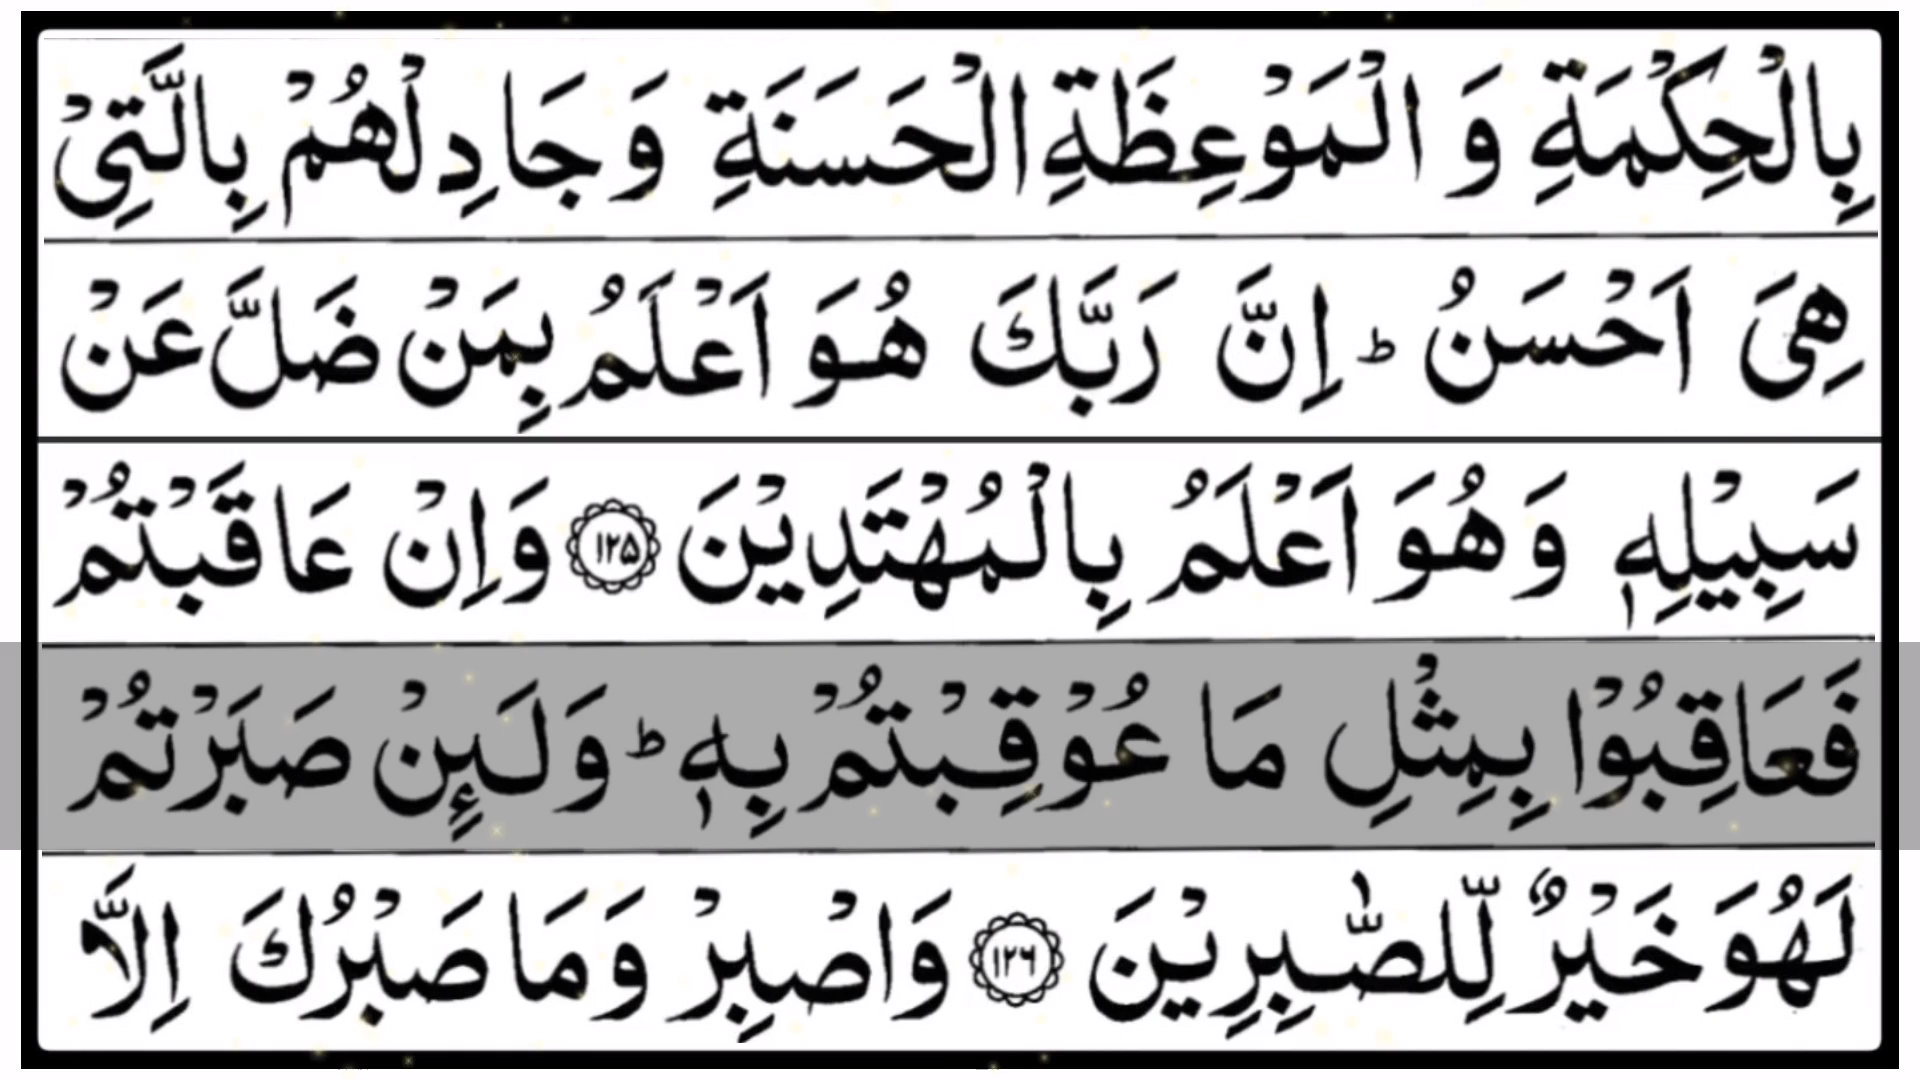 بِالْحِكْمَةِ وَ الْمَوْعِظَةِ الْحَسَنَةِ وَ جَادِلْهُمْ بِالَّتِیْ
هِیَ اَحْسَنُ ؕ اِنَّ رَبَّكَ هُوَ اَعْلَمُ بِمَنْ ضَلَّ عَنْ
سَبِیْلِهٖ وَ هُوَ اَعْلَمُ بِالْمُهْتَدِیْنَ ۝۱۲۵ وَ اِنْ عَاقَبْتُمْ
فَعَاقِبُوْا بِمِثْلِ مَا عُوْقِبْتُمْ بِهٖ ؕ وَ لَىِٕنْ صَبَرْتُمْ
لَهُوَ خَیْرٌ لِّلصّٰبِرِیْنَ ۝۱۲۶ وَ اصْبِرْ وَ مَا صَبْرُكَ اِلَّا